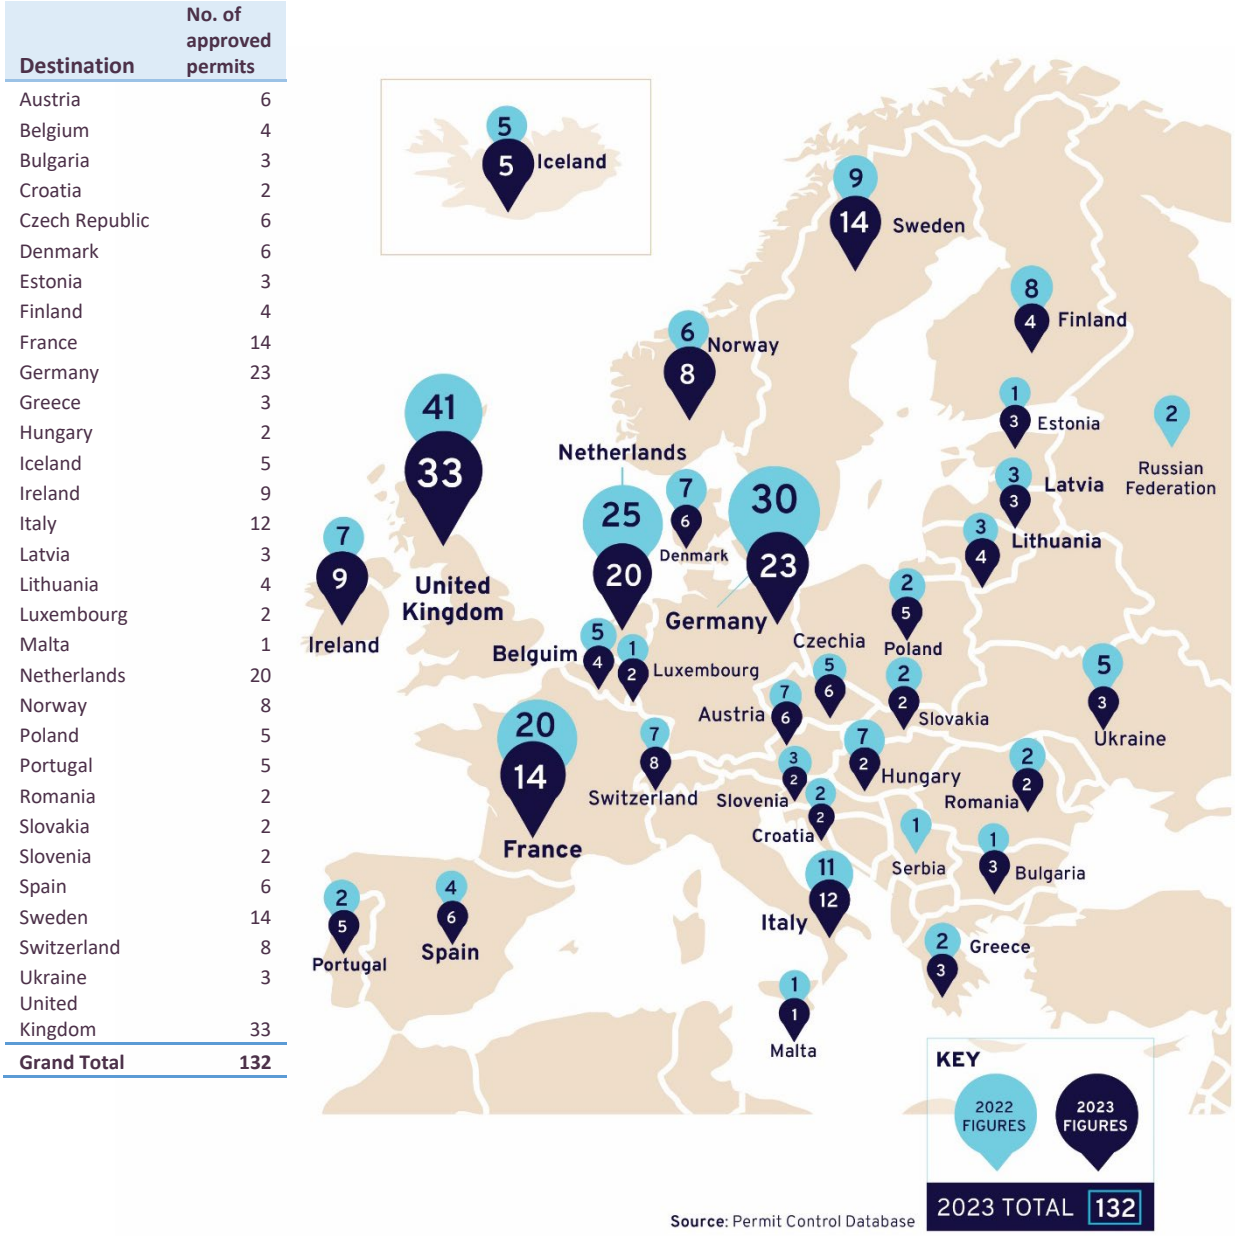 No. of
approved
Destination permits
Austria 6
Belgium 4
Bulgaria 3
Croatia 2
Czech Republic 6
Denmark 6
Estonia 3
Finland 4
France 14
Germany 23
Greece 3
Hungary 2
Iceland 5
Ireland 9
Italy 12
Latvia 3
Lithuania 4
Luxembourg 2
Malta 1
Netherlands 20
Norway 8
Poland 5
Portugal 5
Romania 2
Slovakia 2
Slovenia 2
Spain 6
Sweden 14
Switzerland 8
Ukraine 3
United
Kingdom 33
Grand Total 132
5
5 Iceland
9
14 Sweden
8
4 Finland
6
Norway
8
1
3 Estonia
2
Russian
Federation
41
33
United
Kingdom
Netherlands
25
20
7
6
Denmark
30
23
Germany
3
3
Latvia
3
4
Lithuania
7
9
Ireland
2
5
Poland
5
4
Belguim
1
2
Luxembourg
Czechia
5
6
7
6
Austria
2
2
Slovakia
5
3
Ukraine
20
14
France
7
8
Switzerland
3
2
Slovenia
7
2
Hungary
2
2
Romania
2
2
Croatia
1
Serbia
1
3
Bulgaria
11
12
Italy
2
5
Portugal
4
6
Spain
2
3
Greece
1
1
Malta
KEY
2022
FIGURES
2023
FIGURES
2023 TOTAL 132
Source: Permit Control Database